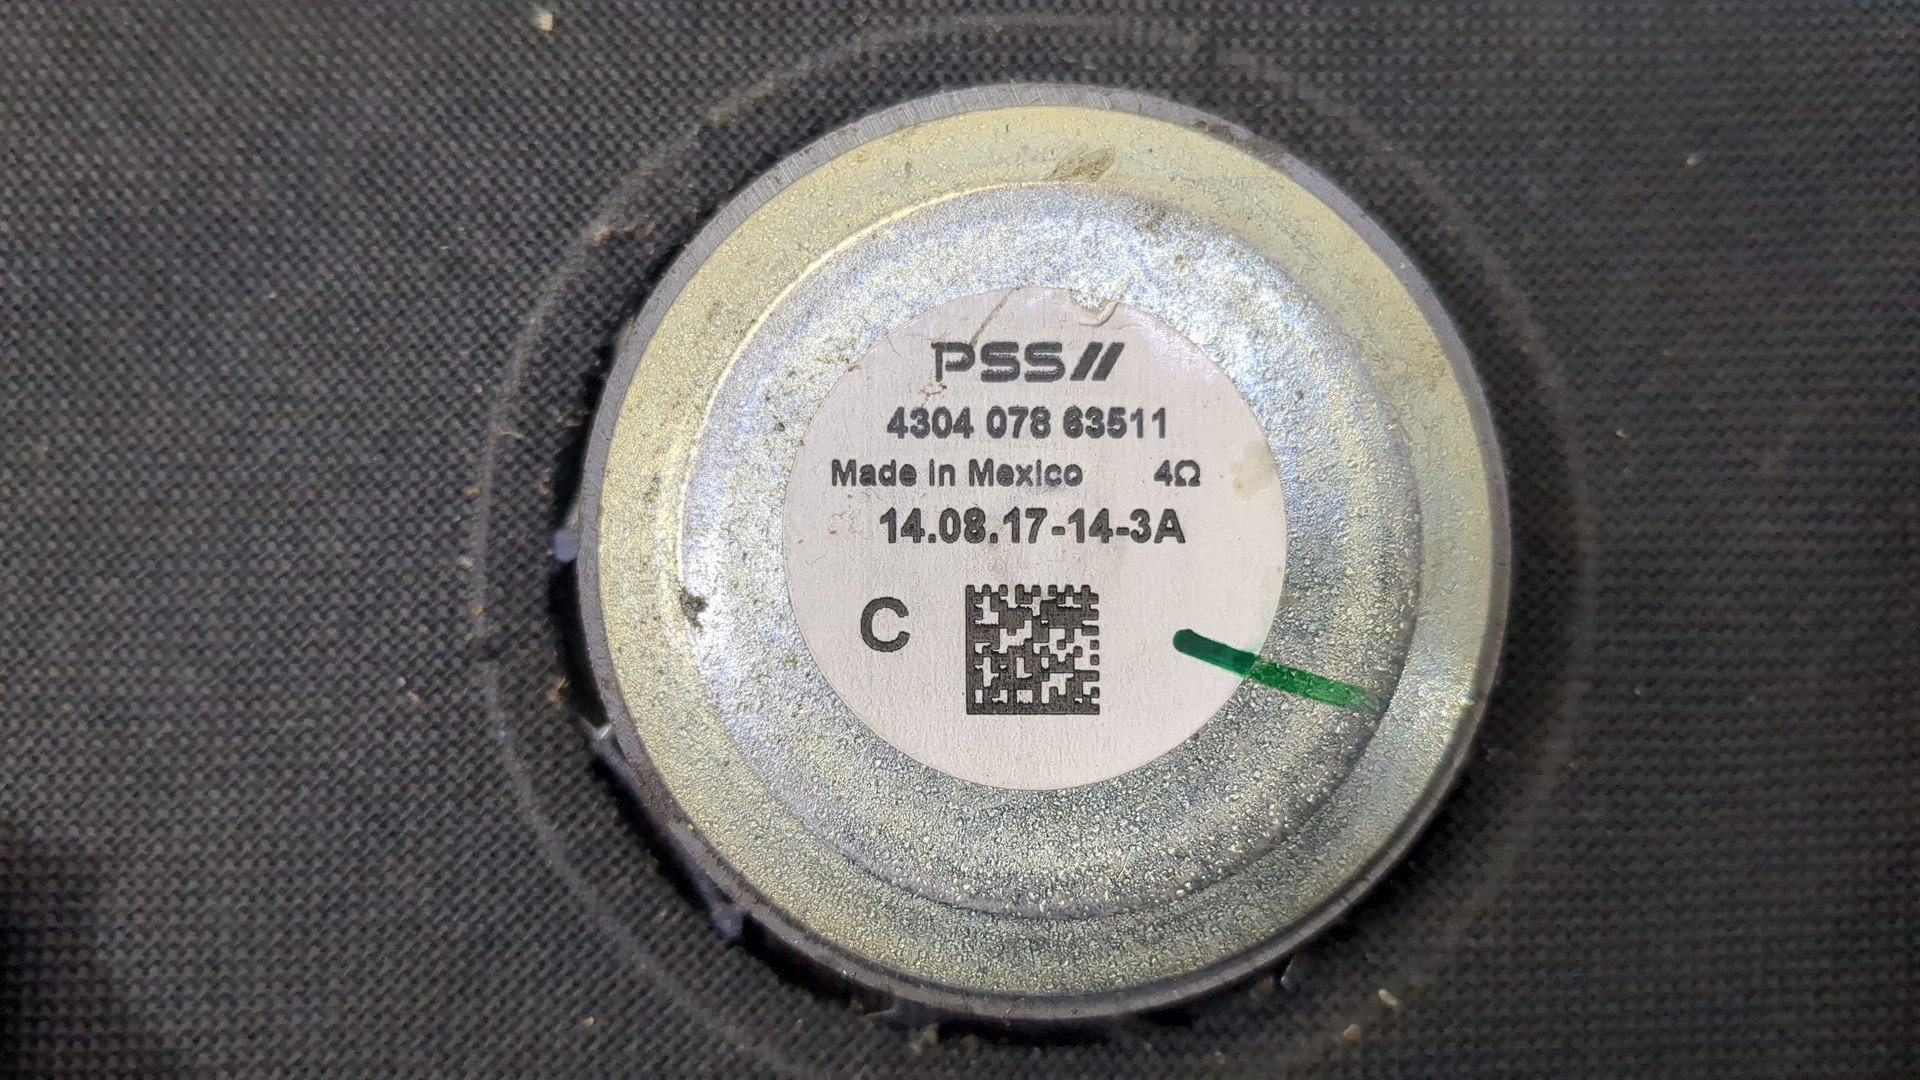 PSS//
4304 078 63511
Made in Mexico 4Ω
14.08.17-14-3A
C